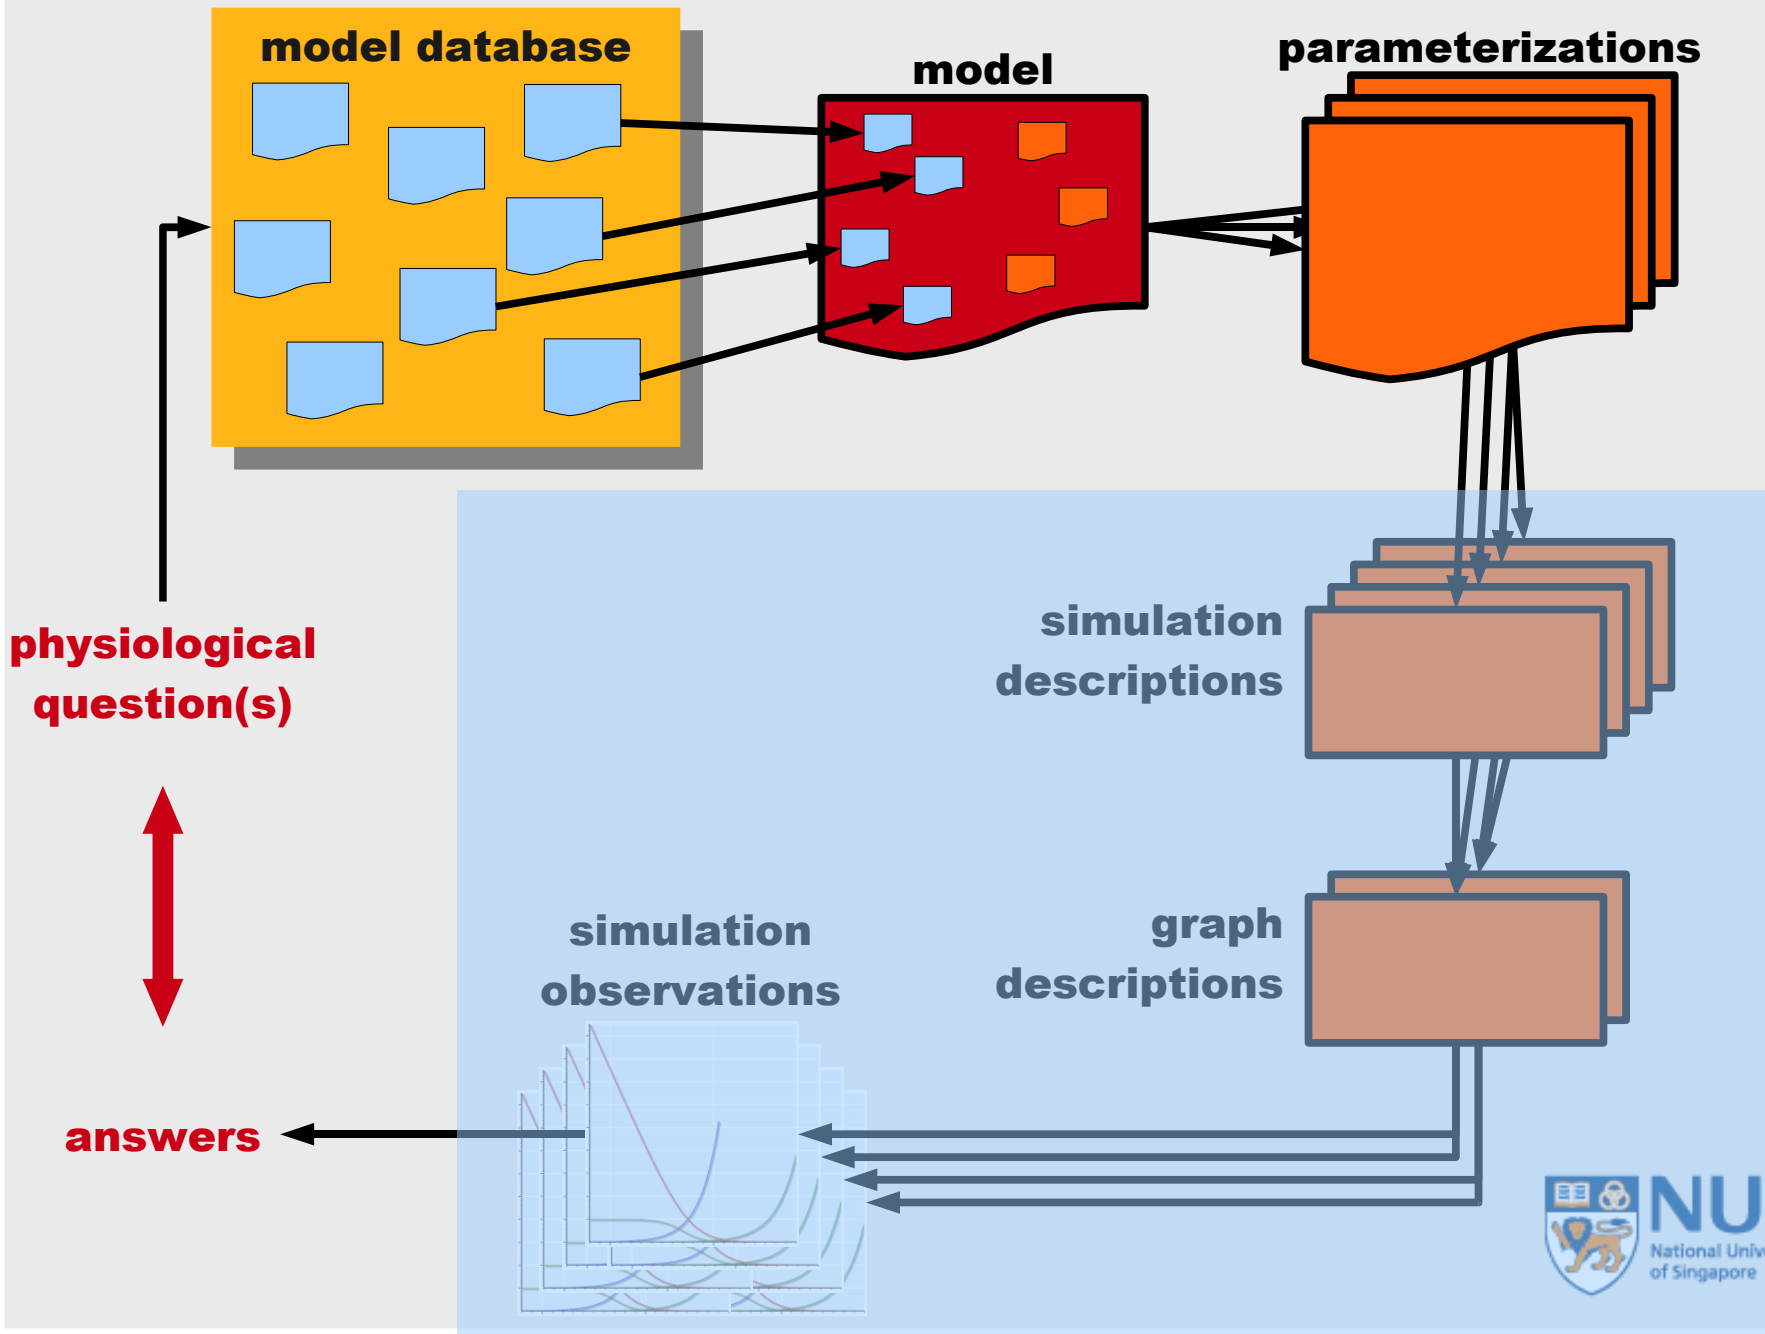 model database
model
parameterizations
physiological
question(s)
simulation
descriptions
graph
descriptions
simulation
observations
answers
NU
National Univ
of Singapore